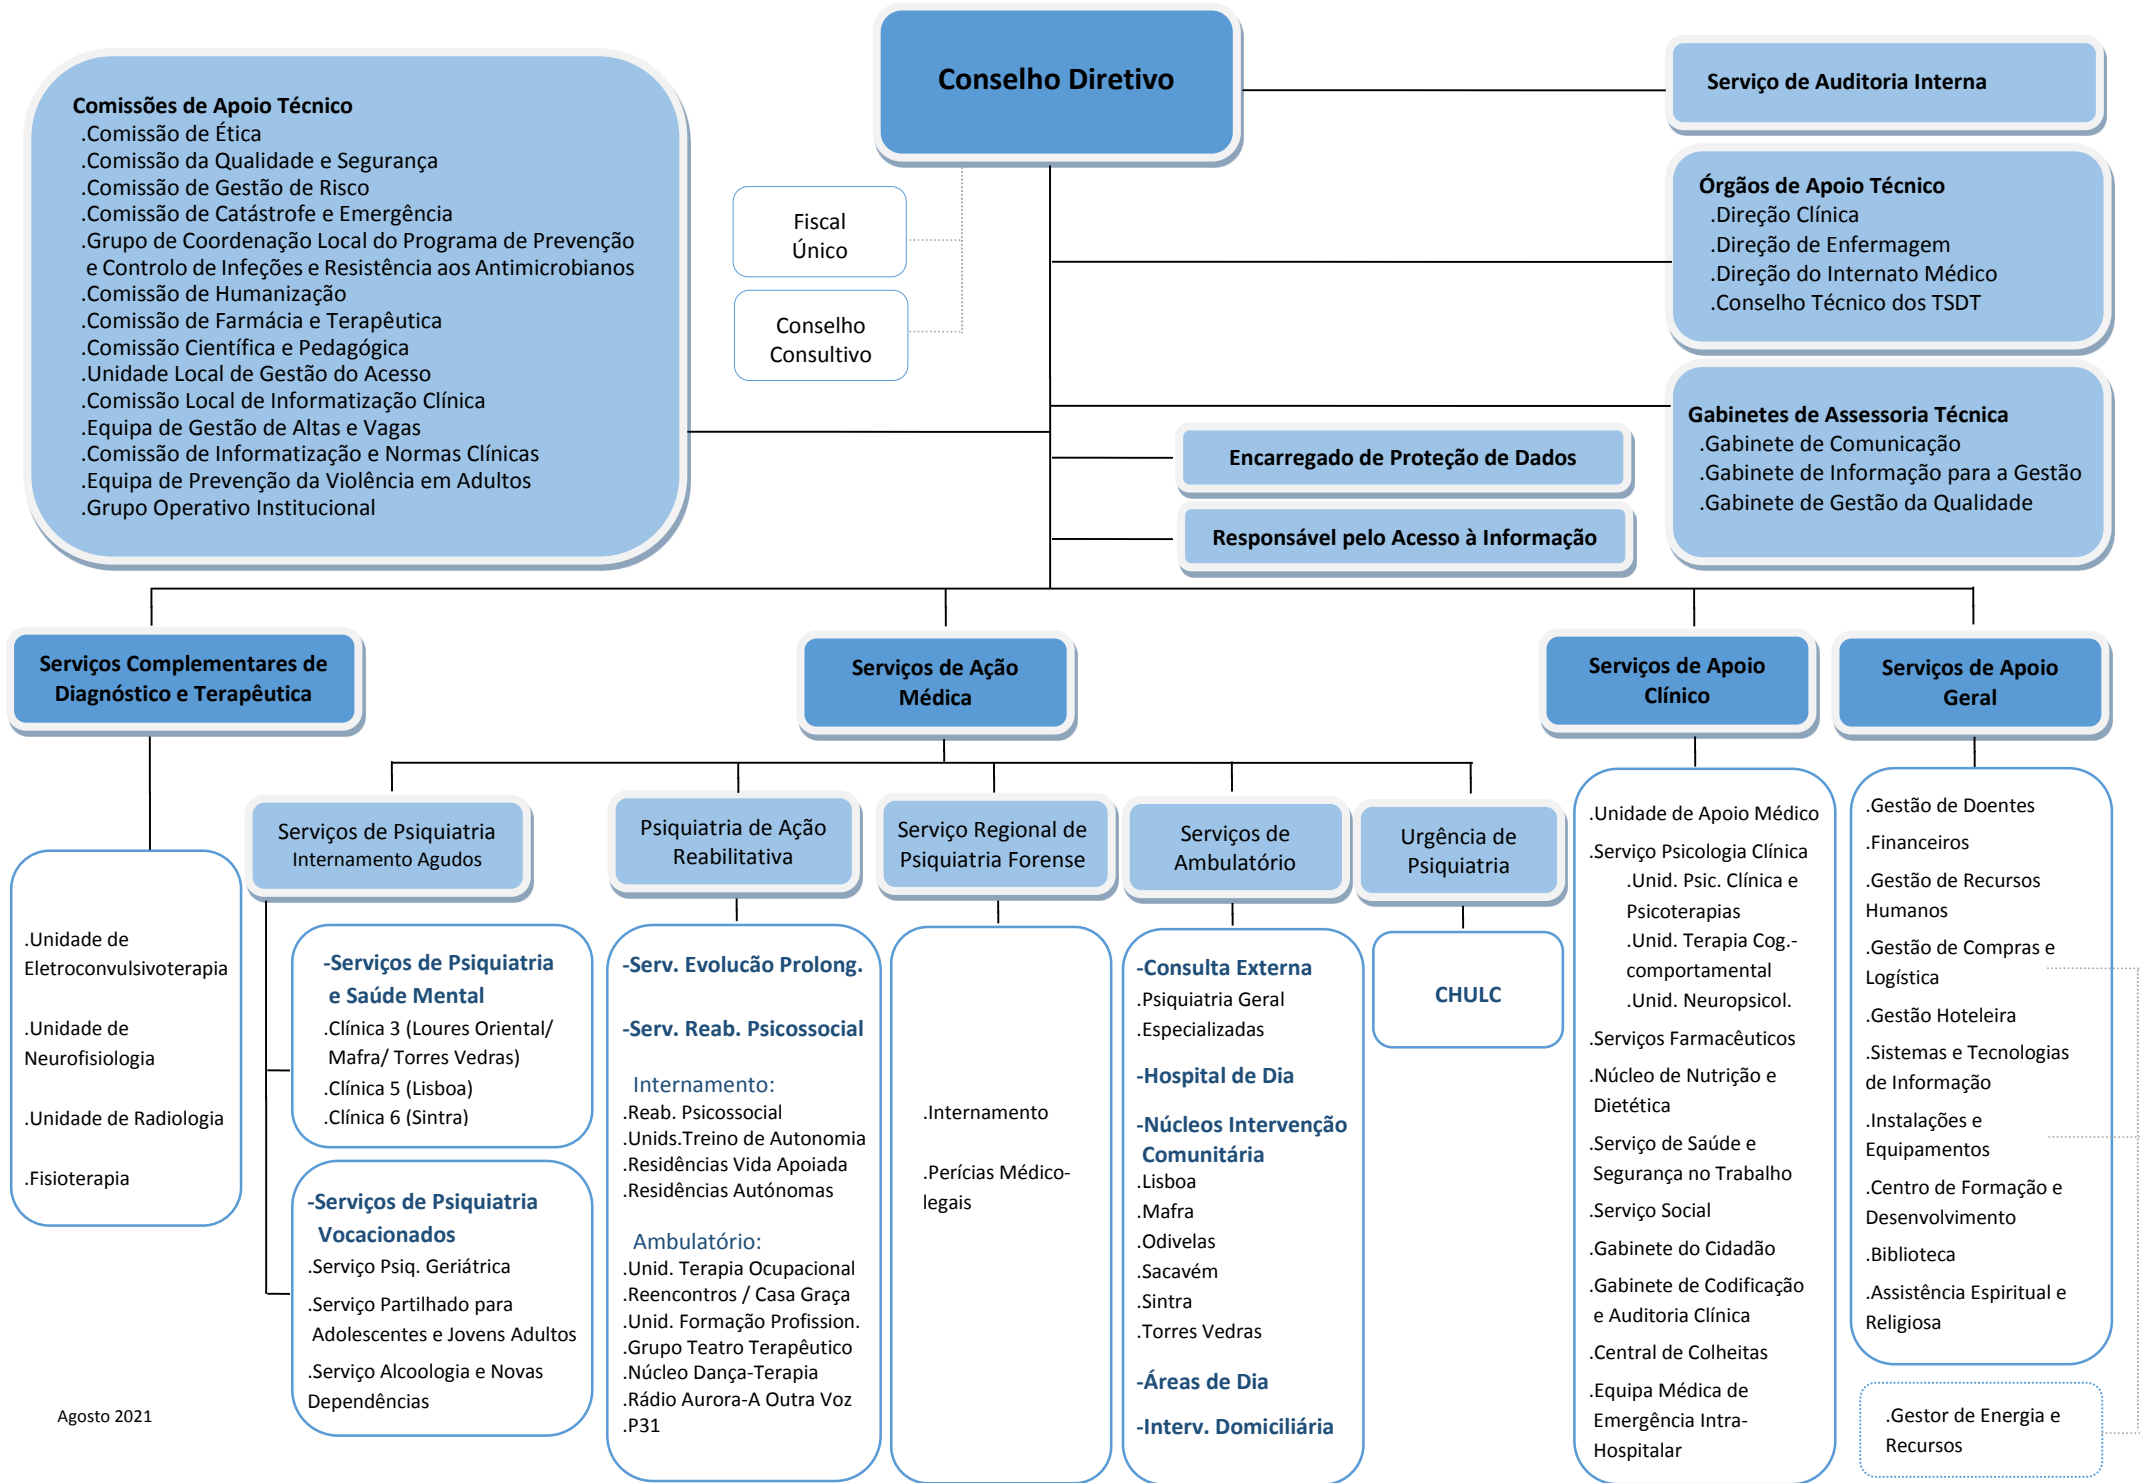 Conselho Diretivo
Serviço de Auditoria Interna
Comissões de Apoio Técnico
.Comissão de Ética
.Comissão da Qualidade e Segurança
.Comissão de Gestão de Risco
.Comissão de Catástrofe e Emergência
.Grupo de Coordenação Local do Programa de Prevenção
e Controlo de Infeções e Resistência aos Antimicrobianos
.Comissão de Humanização
.Comissão de Farmácia e Terapêutica
.Comissão Científica e Pedagógica
.Unidade Local de Gestão do Acesso
.Comissão Local de Informatização Clínica
.Equipa de Gestão de Altas e Vagas
.Comissão de Informatização e Normas Clínicas
.Equipa de Prevenção da Violência em Adultos
.Grupo Operativo Institucional
Fiscal
Único
Conselho
Consultivo
Órgãos de Apoio Técnico
.Direção Clínica
.Direção de Enfermagem
.Direção do Internato Médico
.Conselho Técnico dos TSDT
Gabinetes de Assessoria Técnica
.Gabinete de Comunicação
.Gabinete de Informação para a Gestão
.Gabinete de Gestão da Qualidade
Encarregado de Proteção de Dados
Responsável pelo Acesso à Informação
Serviços Complementares de
Diagnóstico e Terapêutica
Serviços de Ação
Médica
Serviços de Apoio
Clínico
Serviços de Apoio
Geral
.Unidade de
Eletroconvulsivoterapia
.Unidade de
Neurofisiologia
.Unidade de Radiologia
.Fisioterapia
Serviços de Psiquiatria
Internamento Agudos
-Serviços de Psiquiatria
e Saúde Mental
.Clínica 3 (Loures Oriental/
Mafra/ Torres Vedras)
.Clínica 5 (Lisboa)
.Clínica 6 (Sintra)
-Serviços de Psiquiatria
Vocacionados
.Serviço Psiq. Geriátrica
.Serviço Partilhado para
Adolescentes e Jovens Adultos
.Serviço Alcoologia e Novas
Dependências
Psiquiatria de Ação
Reabilitativa
-Serv. Evolucão Prolong.
-Serv. Reab. Psicossocial
Internamento:
.Reab. Psicossocial
.Unids.Treino de Autonomia
.Residências Vida Apoiada
.Residências Autónomas
Ambulatório:
.Unid. Terapia Ocupacional
.Reencontros / Casa Graça
.Unid. Formação Profission.
.Grupo Teatro Terapêutico
.Núcleo Dança-Terapia
.Rádio Aurora-A Outra Voz
.P31
Serviço Regional de
Psiquiatria Forense
.Internamento
.Perícias Médico-
legais
Serviços de
Ambulatório
-Consulta Externa
.Psiquiatria Geral
.Especializadas
-Hospital de Dia
-Núcleos Intervenção
Comunitária
.Lisboa
.Mafra
.Odivelas
.Sacavém
.Sintra
.Torres Vedras
-Áreas de Dia
-Interv. Domiciliária
Urgência de
Psiquiatria
CHULC
.Unidade de Apoio Médico
.Serviço Psicologia Clínica
.Unid. Psic. Clínica e
Psicoterapias
.Unid. Terapia Cog.-
comportamental
.Unid. Neuropsicol.
.Serviços Farmacêuticos
.Núcleo de Nutrição e
Dietética
.Serviço de Saúde e
Segurança no Trabalho
.Serviço Social
.Gabinete do Cidadão
.Gabinete de Codificação
e Auditoria Clínica
.Central de Colheitas
.Equipa Médica de
Emergência Intra-
Hospitalar
.Gestão de Doentes
.Financeiros
.Gestão de Recursos
Humanos
.Gestão de Compras e
Logística
.Gestão Hoteleira
.Sistemas e Tecnologias
de Informação
.Instalações e
Equipamentos
.Centro de Formação e
Desenvolvimento
.Biblioteca
.Assistência Espiritual e
Religiosa
.Gestor de Energia e
Recursos
Agosto 2021